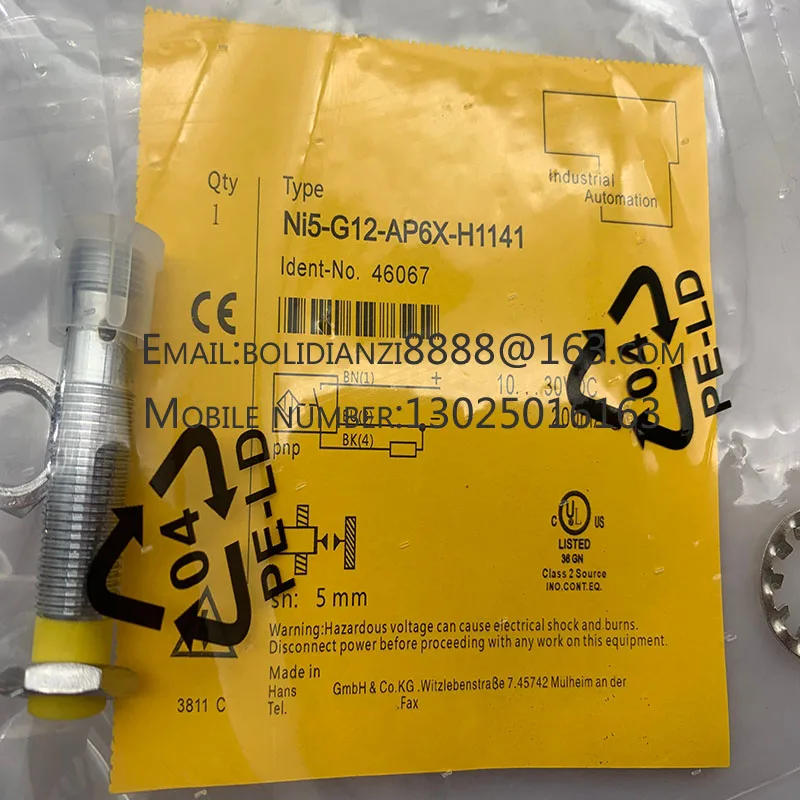 Industrial
Automation
Qty
1
Type
Ni5-G12-AP6X-H1141
Ident-No. 46067
CE
EMAIL:BOLIDIANZI8888@163.COM
BN(1)
+
10...30VDC
MOBILE NUMBER:13025016163
BK(4)
pnp
04
PE-LD
04
PE-LD
C UL US
LISTED
36 GN
Class 2 Source
INO.CONT.EQ.
sn: 5 mm
Warning:Hazardous voltage can cause electrical shock and burns.
Disconnect power before proceeding with any work on this equipment.
Made in
Hans GmbH & Co.KG .Witzlebenstraße 7.45742 Mulheim an der
Tel. .Fax
3811 C